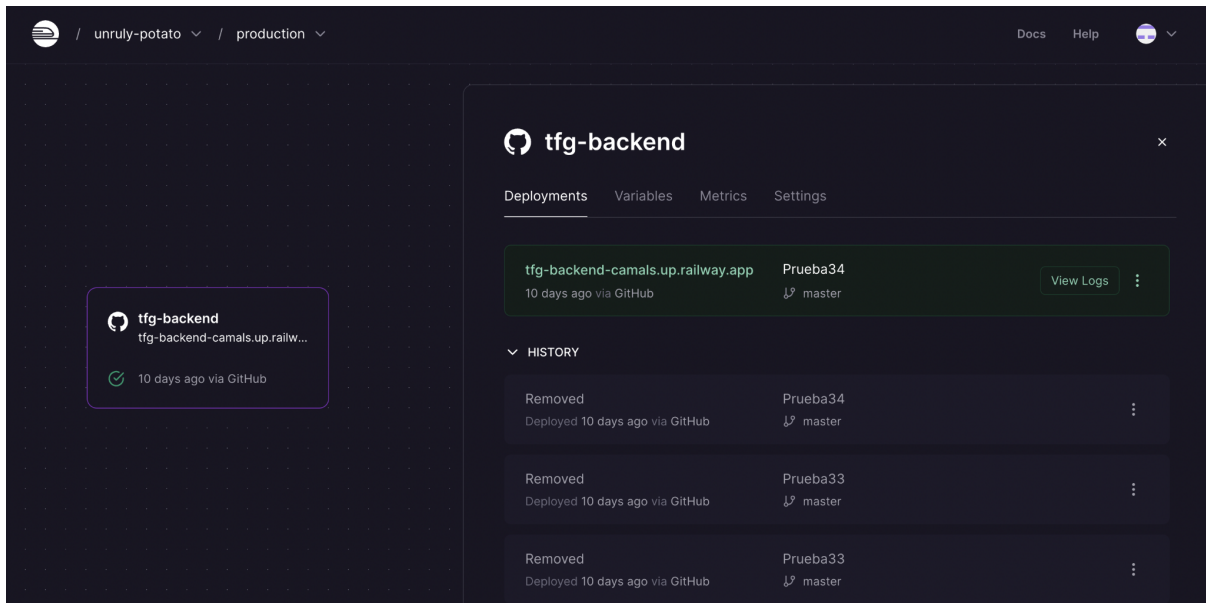 / unruly-potato / production
Docs Help
tfg-backend
tfg-backend-camals.up.railw...
10 days ago via GitHub
tfg-backend
Deployments Variables Metrics Settings
tfg-backend-camals.up.railway.app Prueba34
10 days ago via GitHub master
View Logs
HISTORY
Removed Prueba34
Deployed 10 days ago via GitHub master
Removed Prueba33
Deployed 10 days ago via GitHub master
Removed Prueba33
Deployed 10 days ago via GitHub master